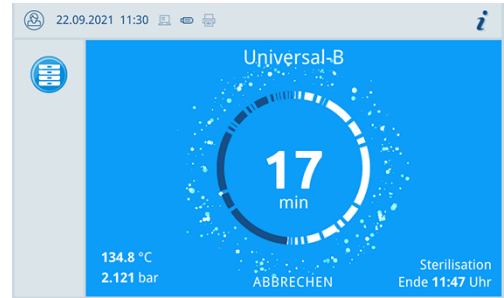 22.09.2021 11:30
i
Universal-B
17
min
134.8 °C
2.121 bar
ABBRECHEN
Sterilisation
Ende 11:47 Uhr